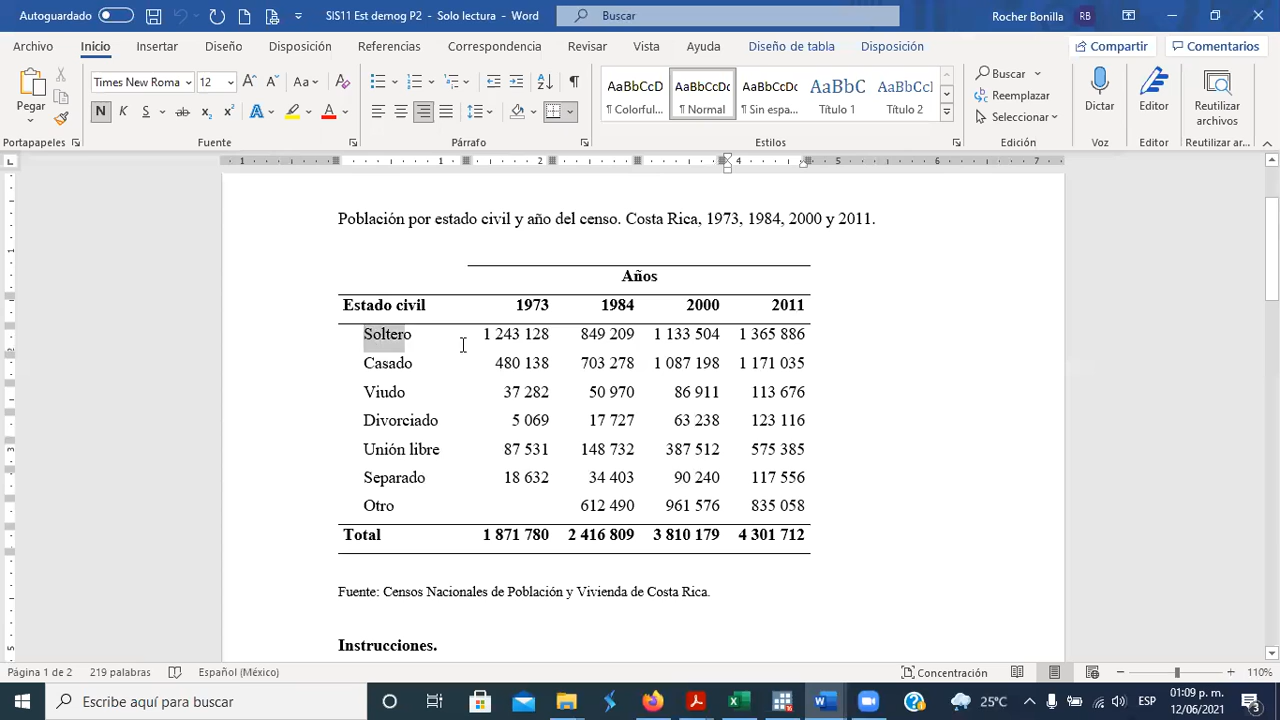 Autoguardado
SIS11 Est Demogaf P2 - Solo lectura - Word
Buscar
Rocher Bonilla
RB
Archivo Inicio Insertar Diseño Disposición Referencias Correspondencia Revisar Vista Ayuda Diseño de tabla Disposición
Compartir
Comentarios
Pegar
Times New Roma
12
AaBbCcD
¶ Colorful...
AaBbCcDc
¶ Normal
AaBbCcDc
¶ Sin espa...
AaBbC
Título 1
AaBbCcl
Título 2
Buscar
Reemplazar
Seleccionar
Dictar
Editor
Reutilizar archivos
Portapapeles
Fuente
Párrafo
Estilos
Edición
Voz
Editor
Reutilizar ar...
Población por estado civil y año del censo. Costa Rica, 1973, 1984, 2000 y 2011.
Años
Estado civil 1973 1984 2000 2011
Soltero 1 243 128 849 209 1 133 504 1 365 886
Casado 480 138 703 278 1 087 198 1 171 035
Viudo 37 282 50 970 86 911 113 676
Divorciado 5 069 17 727 63 238 123 116
Unión libre 87 531 148 732 387 512 575 385
Separado 18 632 34 403 90 240 117 556
Otro 612 490 961 576 835 058
Total 1 871 780 2 416 809 3 810 179 4 301 712
Fuente: Censos Nacionales de Población y Vivienda de Costa Rica.
Instrucciones.
Página 1 de 2
219 palabras
Español (México)
Concentración
110%
Escribe aquí para buscar
25°C
ESP
01:09 p. m.
12/06/2021
3